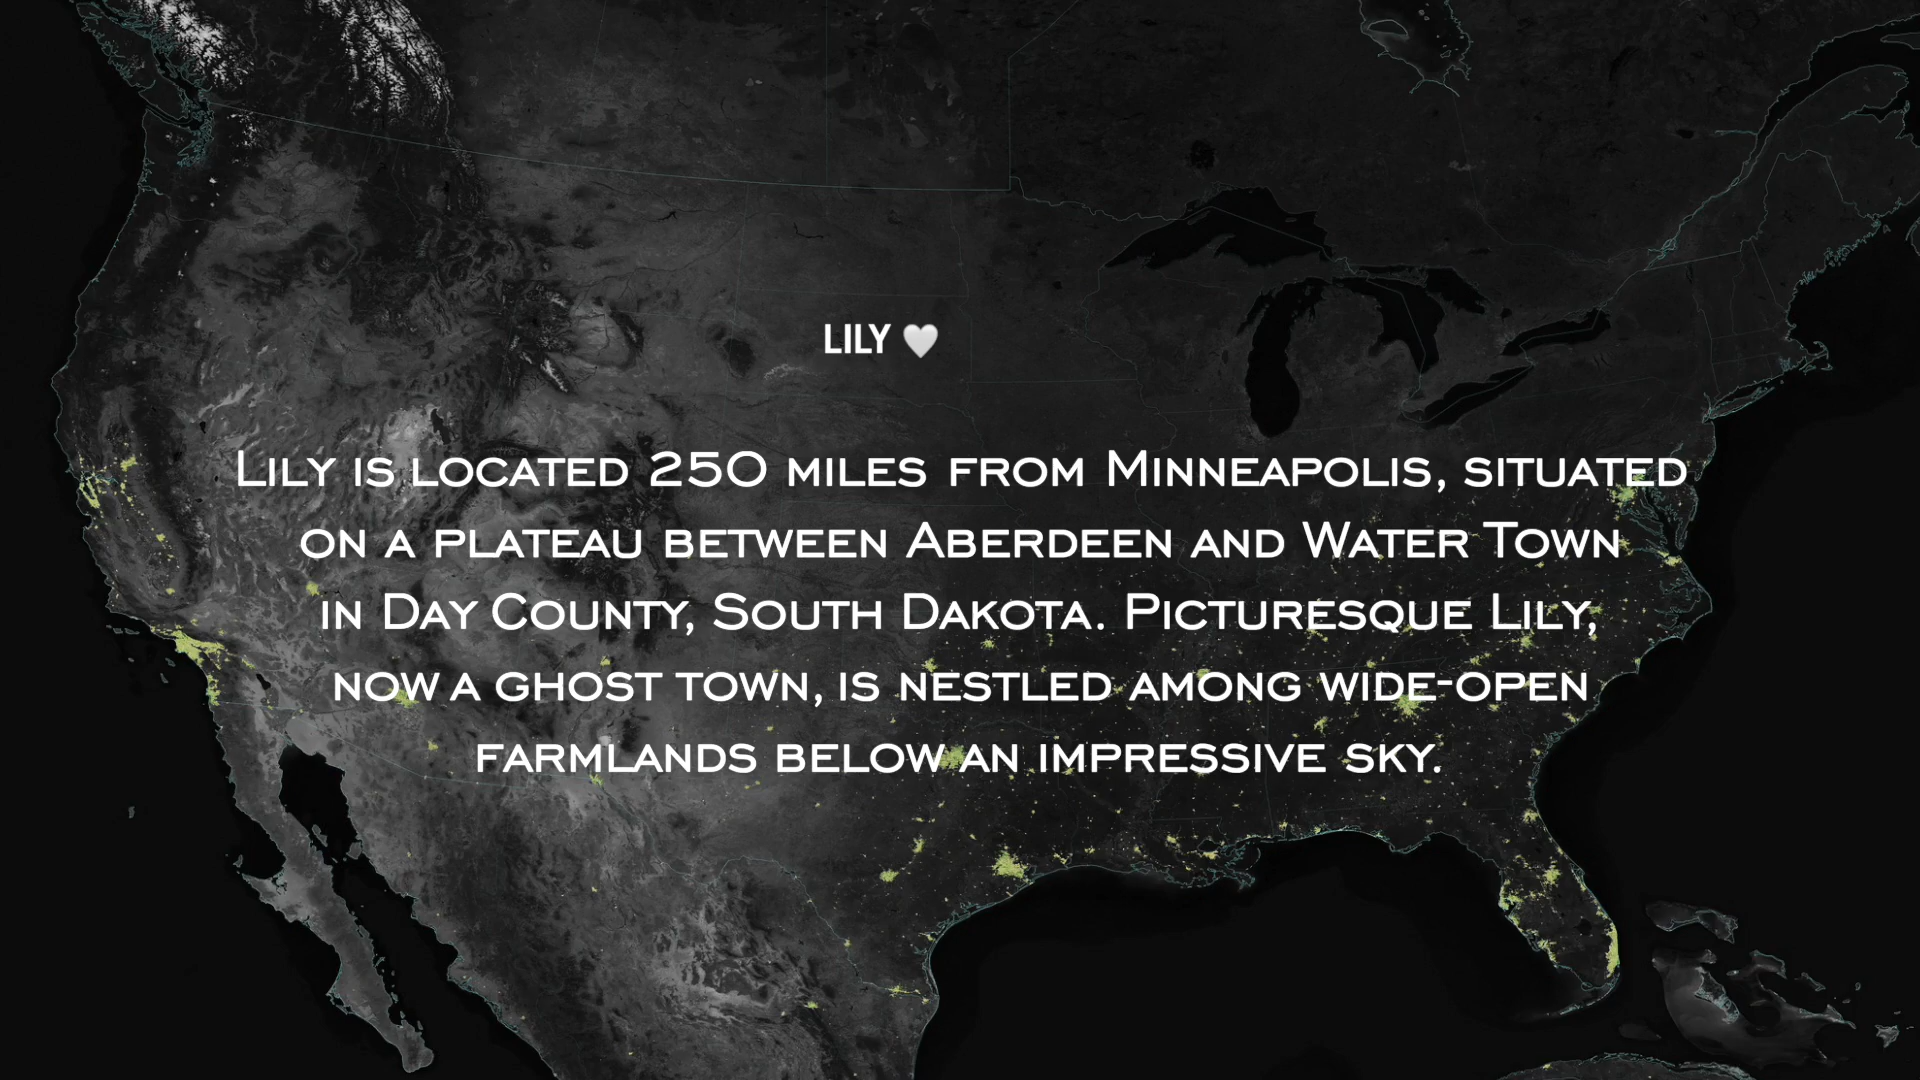 LILY 🤍
Lily is located 250 miles from Minneapolis, situated
on a plateau between Aberdeen and Water Town
in Day County, South Dakota. Picturesque Lily,
now a ghost town, is nestled among wide-open
farmlands below an impressive sky.